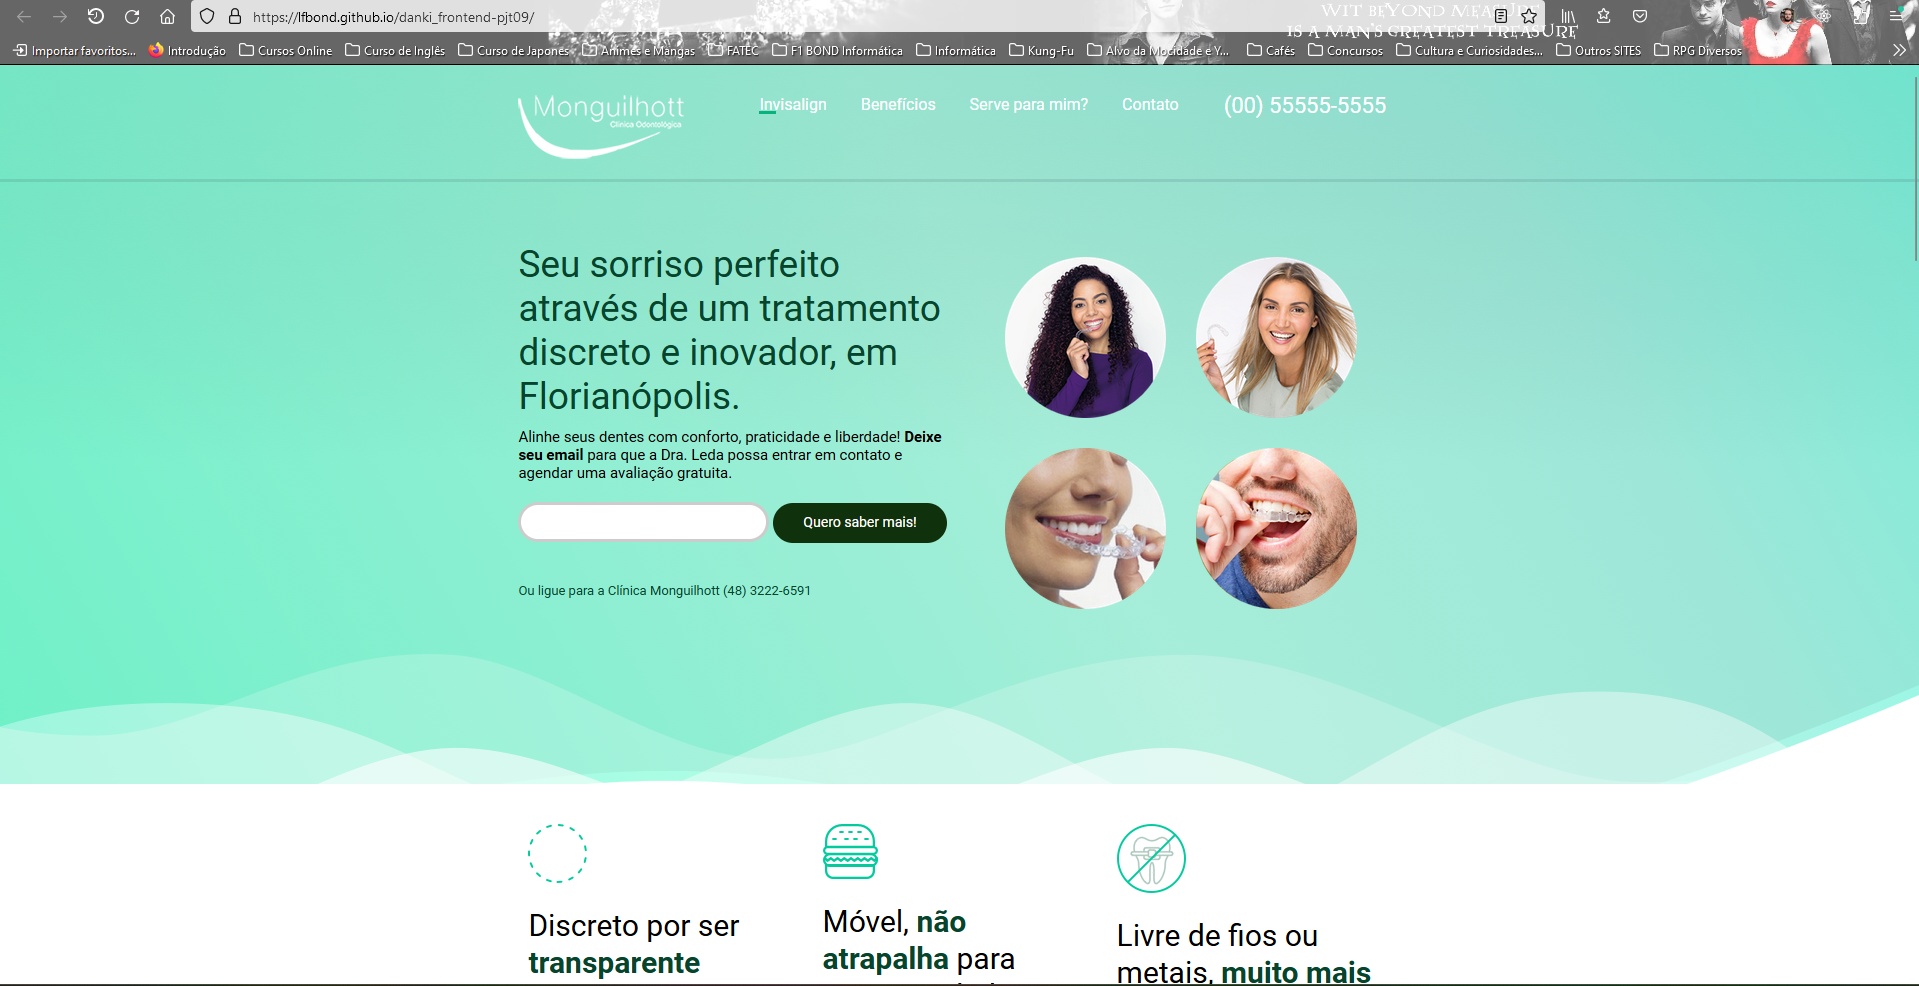 WIT BEYOND MEASURE
IS A MAN'S GREATEST TREASURE
https://lfbond.github.io/danki_frontend-pjt09/
Importar favoritos... Introdução Cursos Online Curso de Inglês Curso de Japonês Animes e Mangas FATEC F1 BOND Informática Informática Kung-Fu Alvo da Mocidade e Y... Cafés Concursos Cultura e Curiosidades... Outros SITES RPG Diversos
Monguilhott
Clínica Odontológica
Invisalign Benefícios Serve para mim? Contato (00) 55555-5555
Seu sorriso perfeito
através de um tratamento
discreto e inovador, em
Florianópolis.
Alinhe seus dentes com conforto, praticidade e liberdade! Deixe
seu email para que a Dra. Leda possa entrar em contato e
agendar uma avaliação gratuita.
Quero saber mais!
Ou ligue para a Clínica Monguilhott (48) 3222-6591
Discreto por ser
transparente
Móvel, não
atrapalha para
Livre de fios ou
metais, muito mais